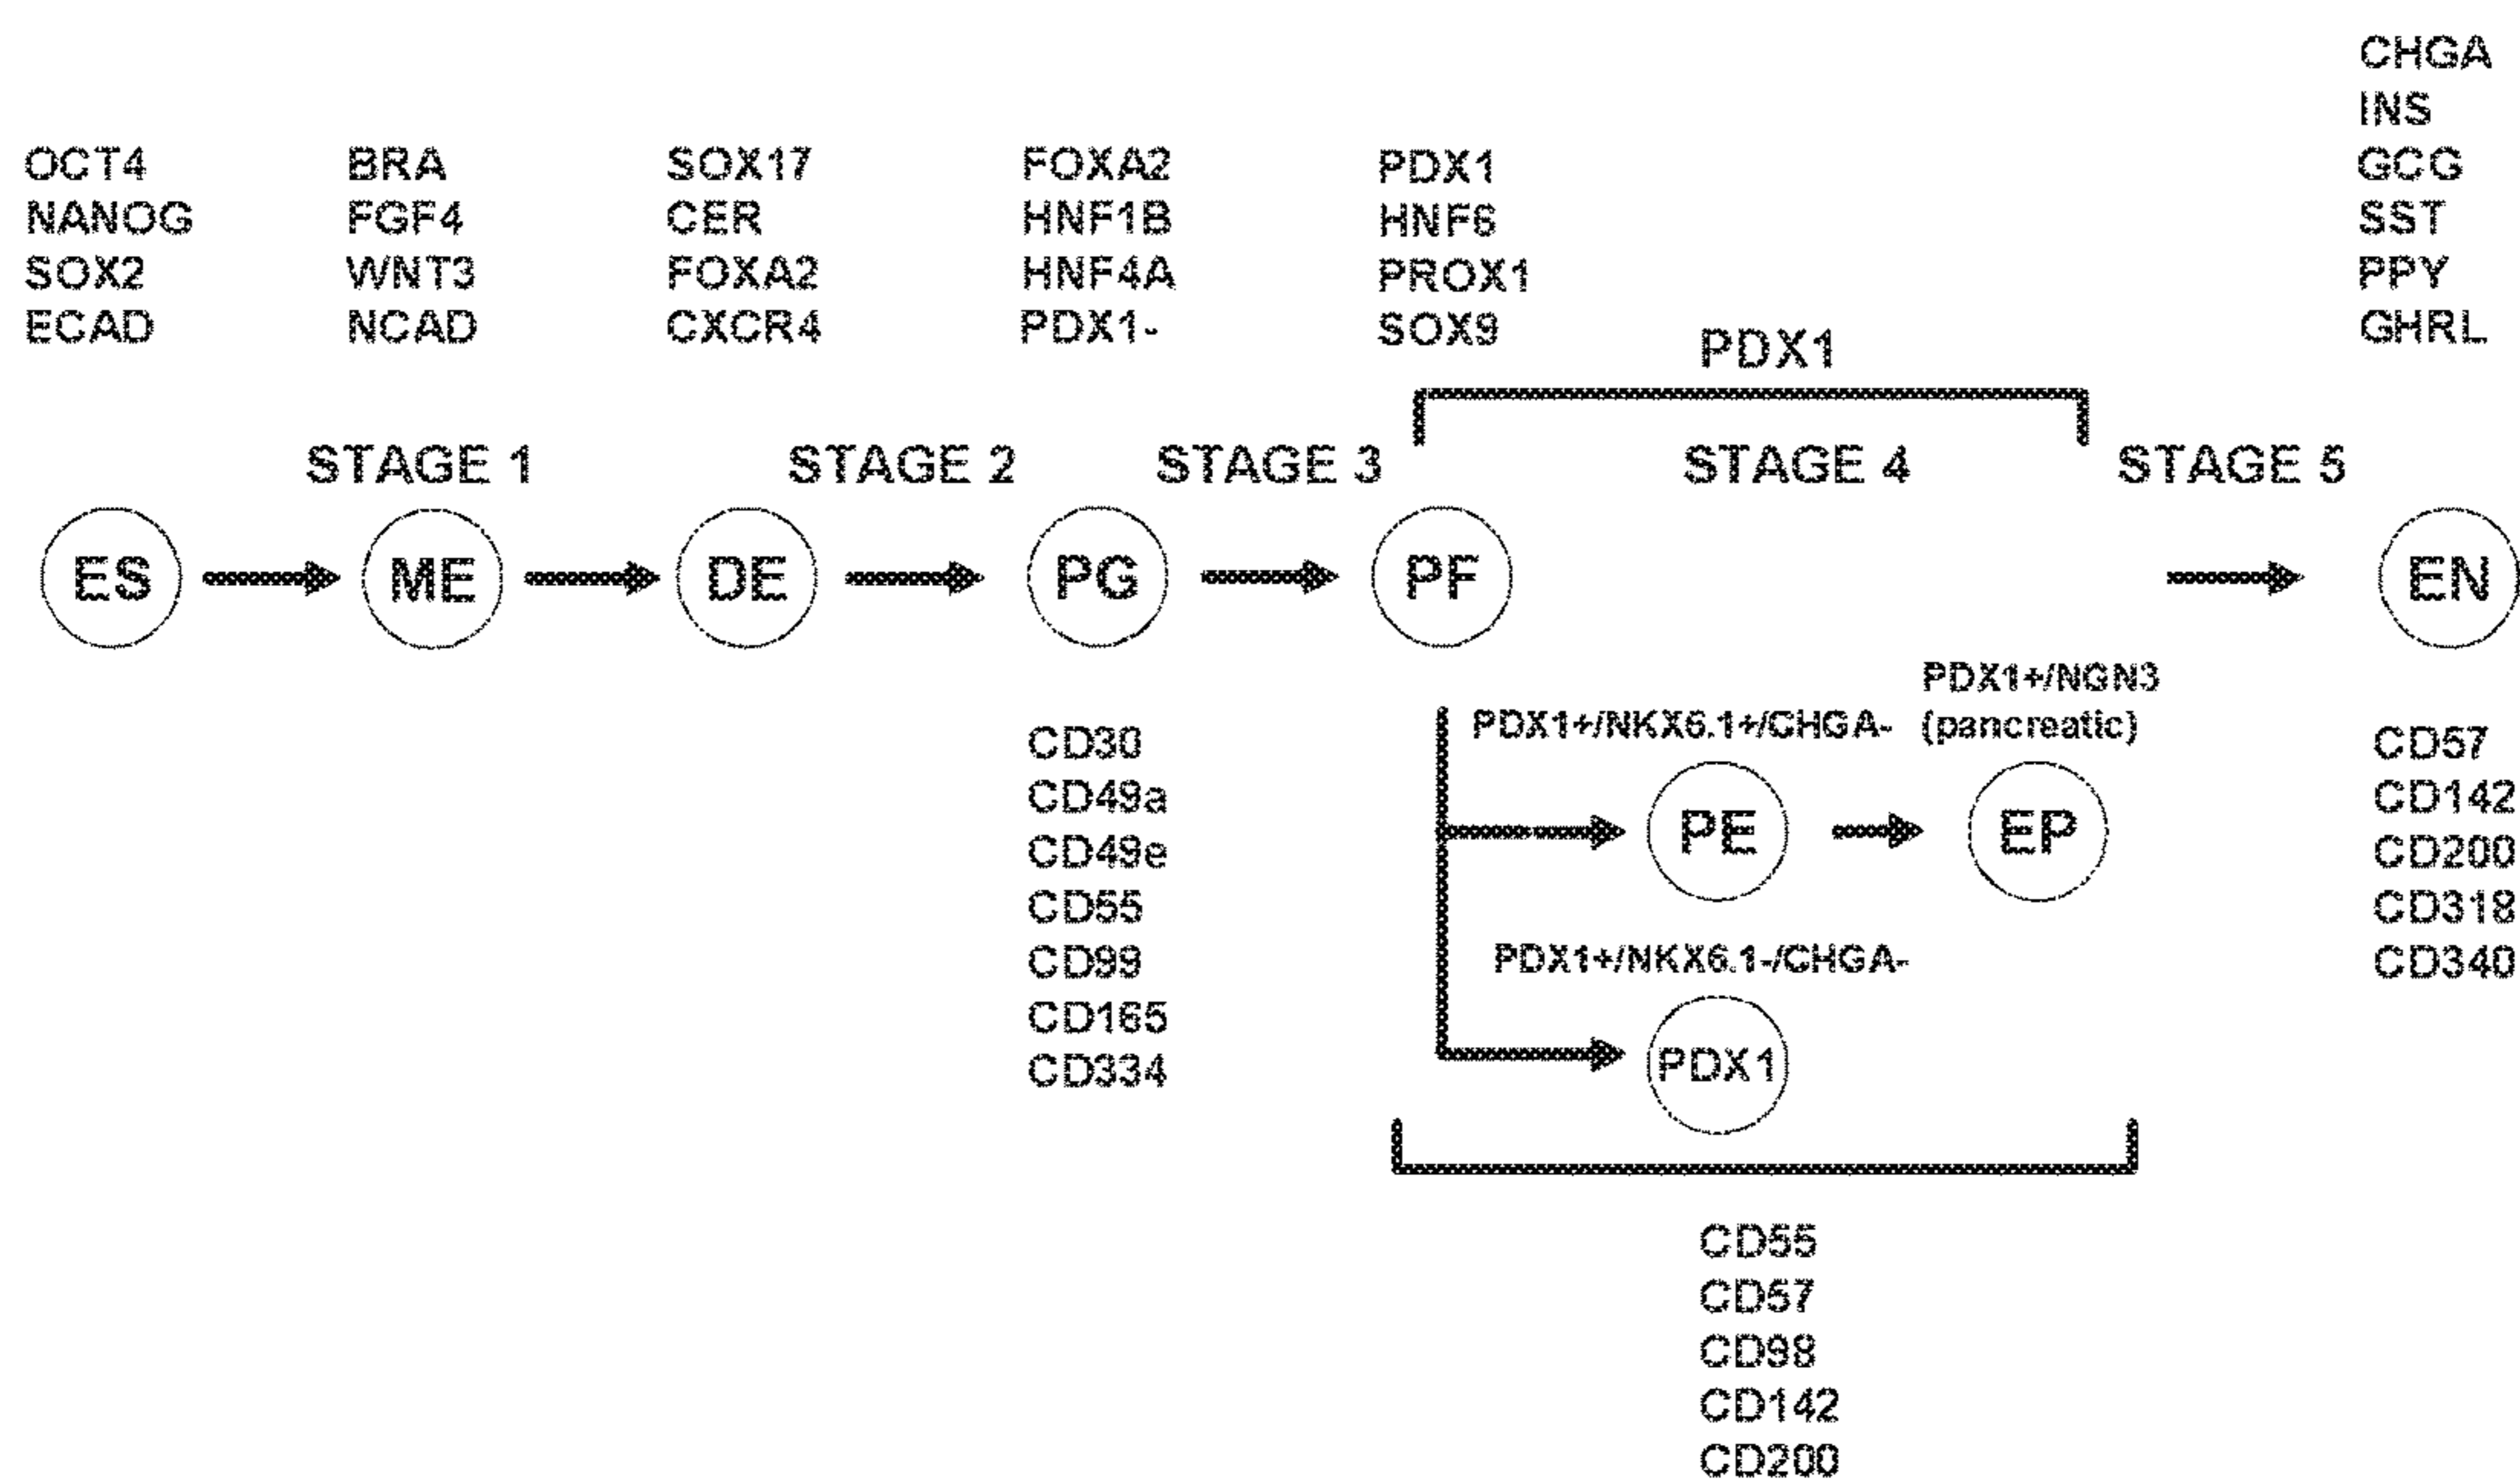 OCT4
NANOG
SOX2
ECAD
BRA
FGF4
WNT3
NCAD
SOX17
CER
FOXA2
CXCR4
FOXA2
HNF1B
HNF4A
PDX1-
PDX1
HNF6
PROX1
SOX9
PDX1
CHGA
INS
GCG
SST
PPY
GHRL
STAGE 1
STAGE 2
STAGE 3
STAGE 4
STAGE 5
ES
ME
DE
PG
PF
EN
CD30
CD49a
CD49e
CD55
CD99
CD165
CD334
PDX1+/NKX6.1+/CHGA-
PDX1+/NGN3
(pancreatic)
PE
EP
PDX1+/NKX6.1-/CHGA-
PDX1
CD57
CD142
CD200
CD318
CD340
CD55
CD57
CD98
CD142
CD200